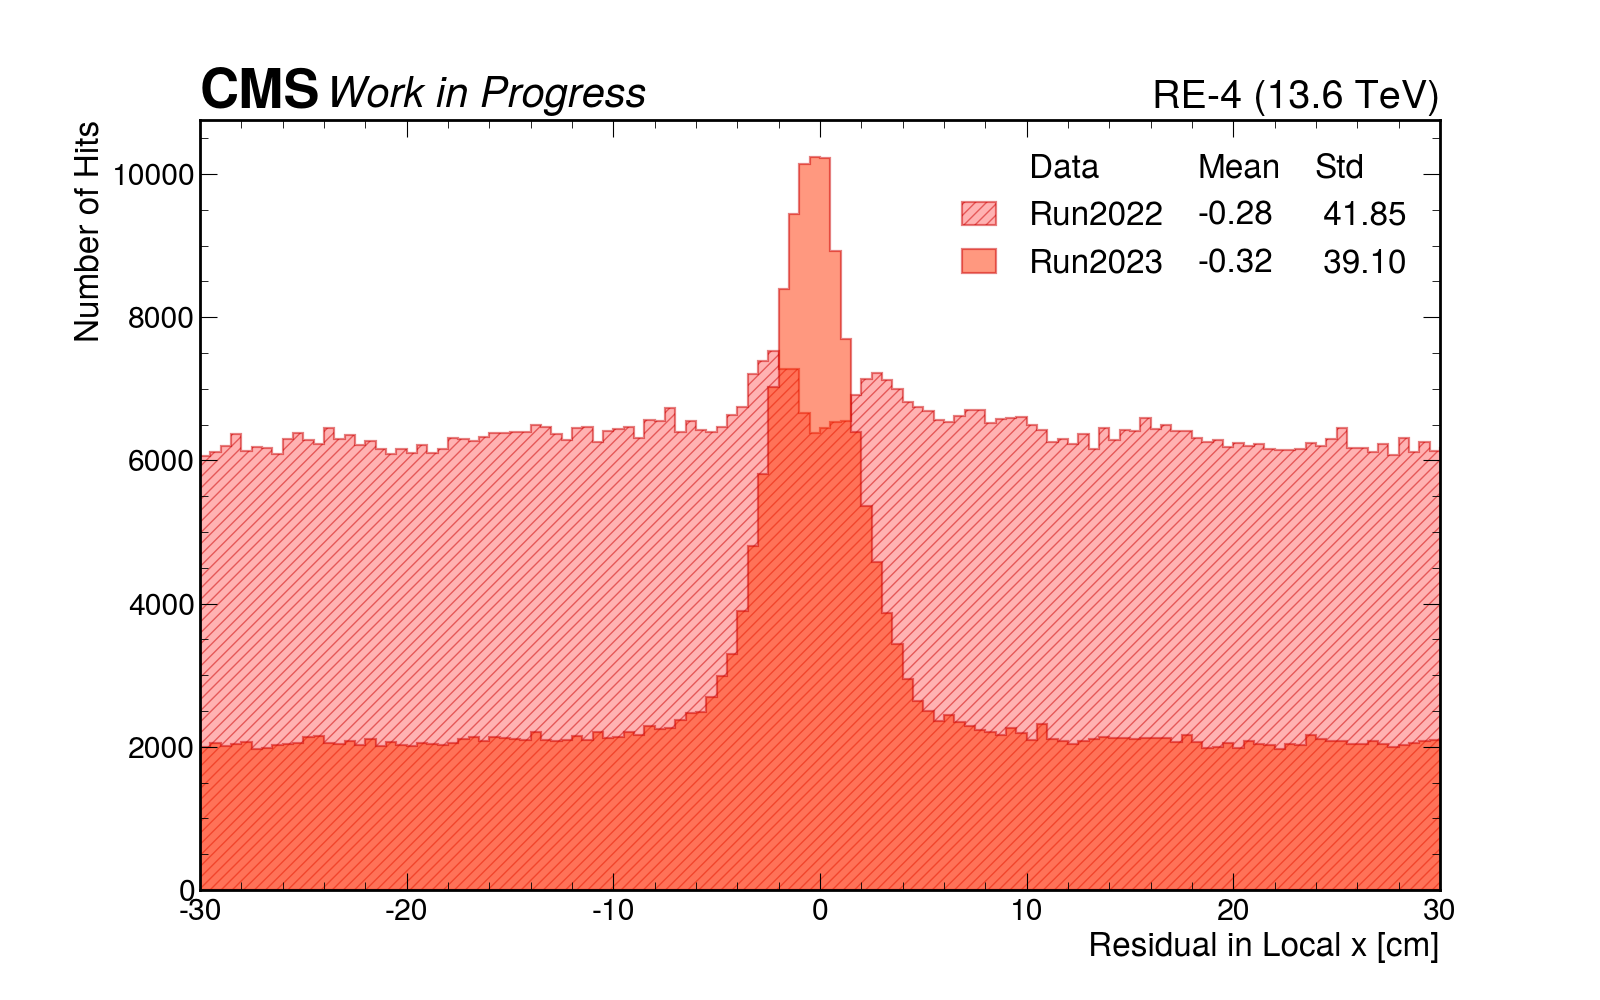 CMS Work in Progress RE-4 (13.6 TeV)
Number of Hits
Data Mean Std
Run2022 -0.28 41.85
Run2023 -0.32 39.10
10000
8000
6000
4000
2000
0
-30 -20 -10 0 10 20 30
Residual in Local x [cm]